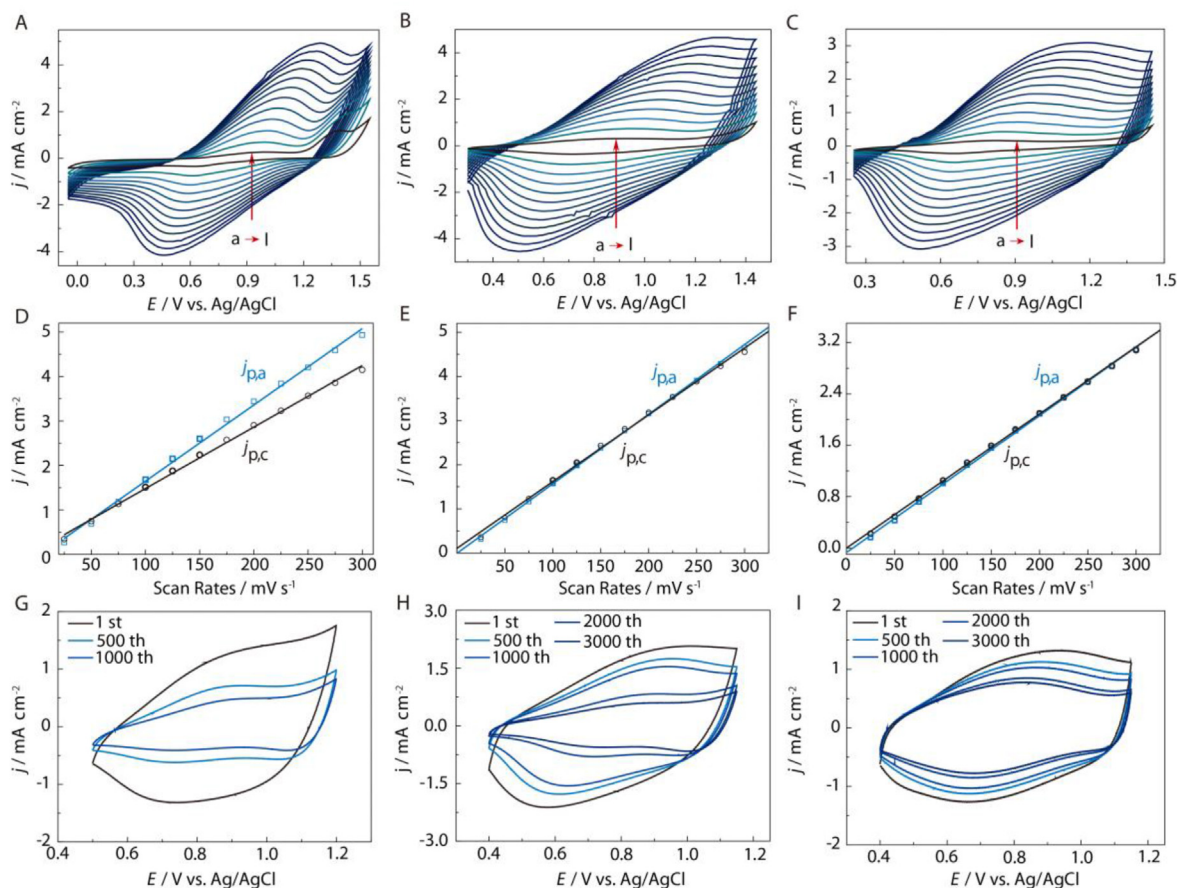 A
j / mA cm⁻²
4
2
0
-2
-4
a → l
0.0 0.3 0.6 0.9 1.2 1.5
E / V vs. Ag/AgCl
B
j / mA cm⁻²
4
2
0
-2
-4
a → l
0.4 0.6 0.8 1.0 1.2 1.4
E / V vs. Ag/AgCl
C
j / mA cm⁻²
3
2
1
0
-1
-2
-3
a → l
0.3 0.6 0.9 1.2 1.5
E / V vs. Ag/AgCl
D
j / mA cm⁻²
5
4
3
2
1
0
jp,a
jp,c
50 100 150 200 250 300
Scan Rates / mV s⁻¹
E
j / mA cm⁻²
5
4
3
2
1
0
jp,a
jp,c
50 100 150 200 250 300
Scan Rates / mV s⁻¹
F
j / mA cm⁻²
3.2
2.4
1.6
0.8
0.0
jp,a
jp,c
0 50 100 150 200 250 300
Scan Rates / mV s⁻¹
G
j / mA cm⁻²
2
1
0
-1
-2
1 st
500 th
1000 th
0.4 0.6 0.8 1.0 1.2
E / V vs. Ag/AgCl
H
j / mA cm⁻²
3.0
1.5
0.0
-1.5
-3.0
1 st 2000 th
500 th 3000 th
1000 th
0.4 0.6 0.8 1.0 1.2
E / V vs. Ag/AgCl
I
j / mA cm⁻²
2
1
0
-1
-2
1 st 2000 th
500 th 3000 th
1000 th
0.4 0.6 0.8 1.0 1.2
E / V vs. Ag/AgCl